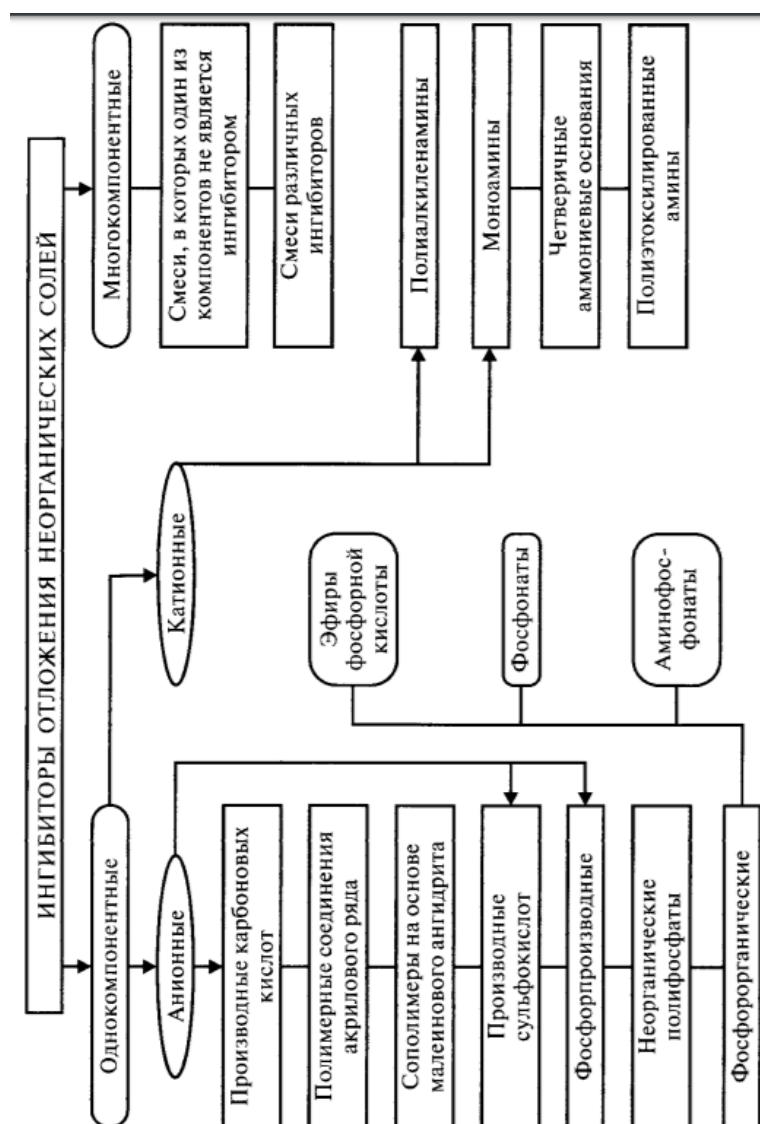 ИНГИБИТОРЫ ОТЛОЖЕНИЯ НЕОРГАНИЧЕСКИХ СОЛЕЙ
Однокомпонентные
Многокомпонентные
Анионные
Катионные
Смеси, в которых один из
компонентов не является
ингибитором
Смеси различных
ингибиторов
Производные карбоновых
кислот
Полимерные соединения
акрилового ряда
Сополимеры на основе
малеинового ангидрита
Производные
сульфокислот
Фосфорпроизводные
Неорганические
полифосфаты
Фосфорорганические
Эфиры
фосфорной
кислоты
Фосфонаты
Аминофос-
фонаты
Полиалкиленамины
Моноамины
Четверичные
аммониевые основания
Полиэтоксилированные
амины